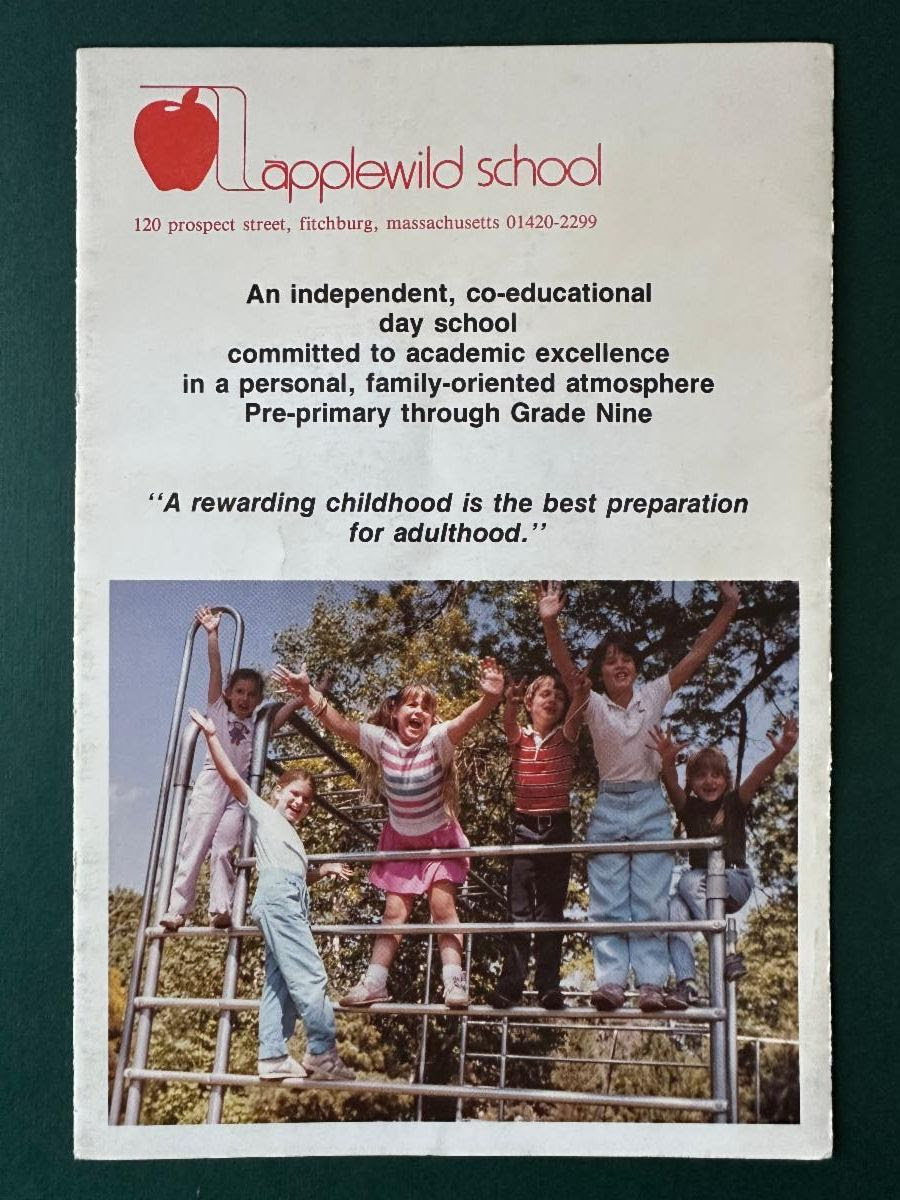 applewild school
120 prospect street, fitchburg, massachusetts 01420-2299
An independent, co-educational
day school
committed to academic excellence
in a personal, family-oriented atmosphere
Pre-primary through Grade Nine
“A rewarding childhood is the best preparation
for adulthood.”